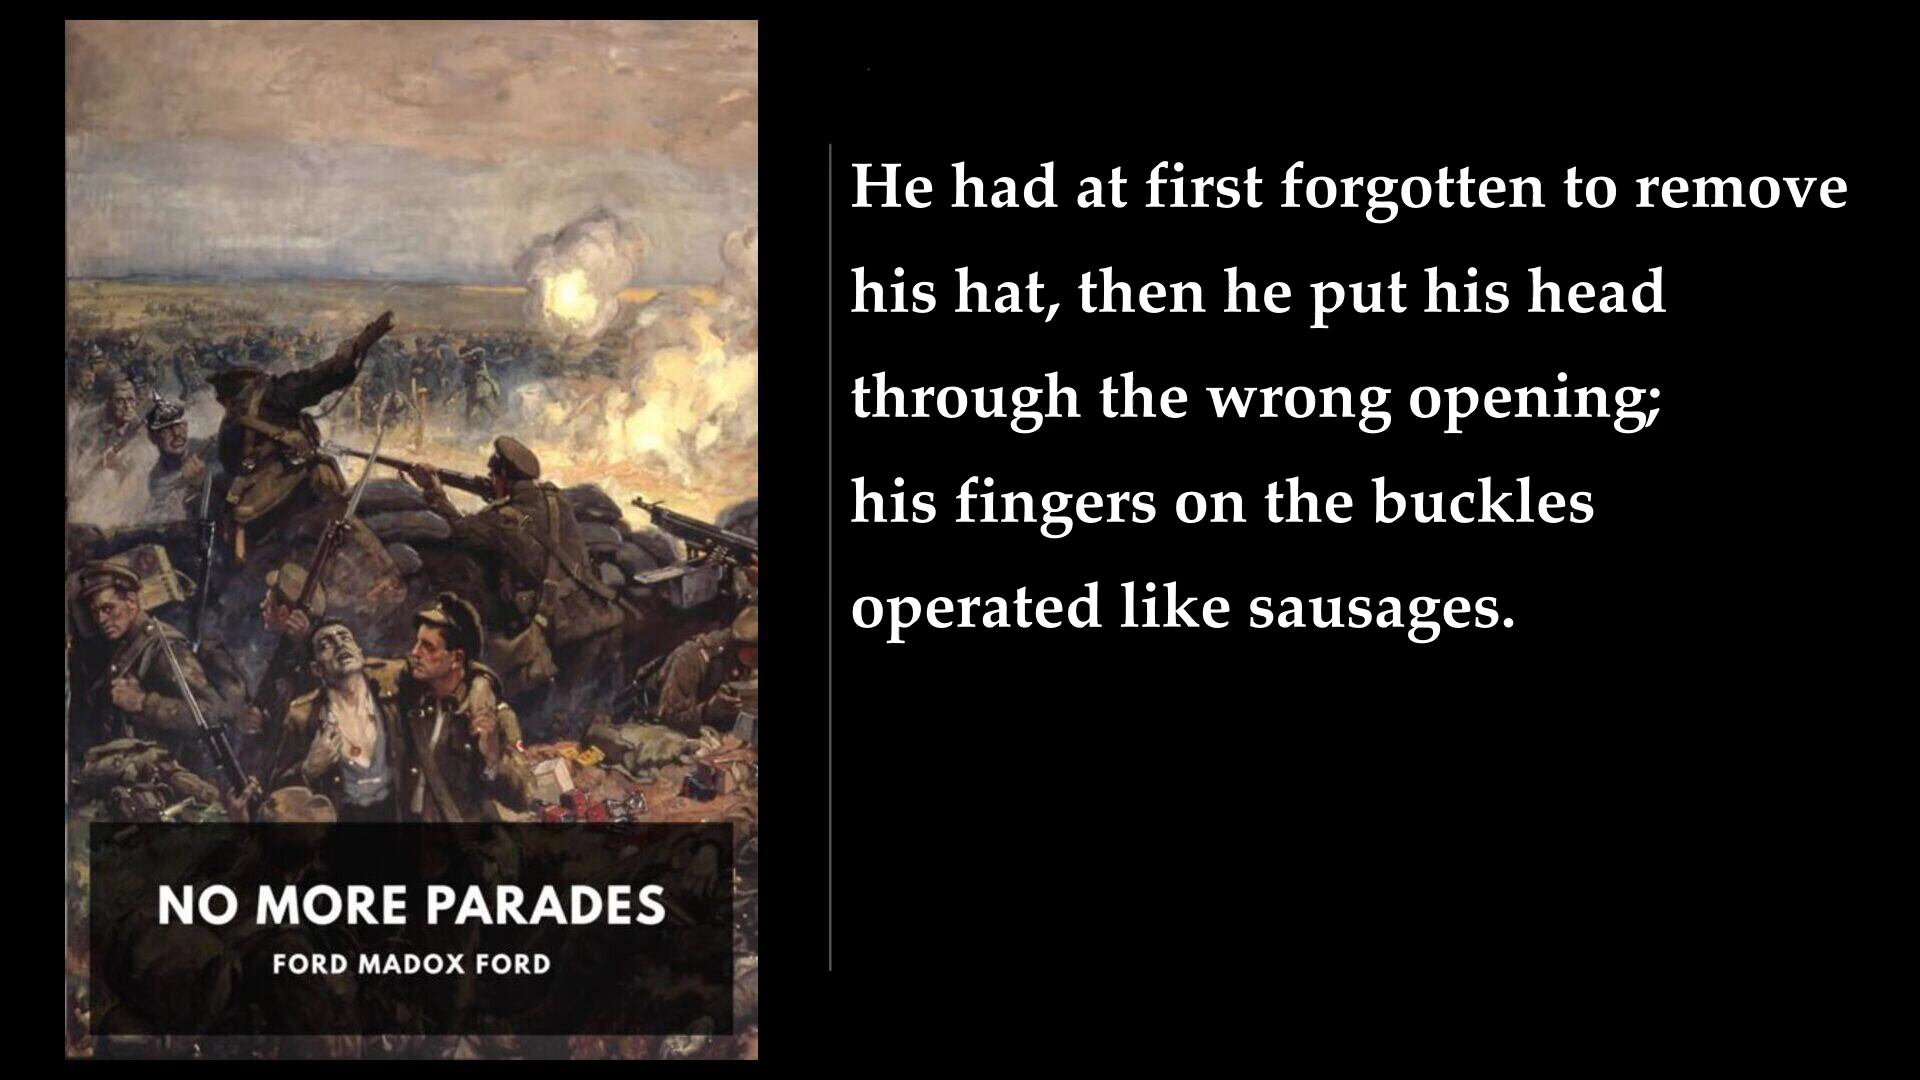 He had at first forgotten to remove
his hat, then he put his head
through the wrong opening;
his fingers on the buckles
operated like sausages.
NO MORE PARADES
FORD MADOX FORD